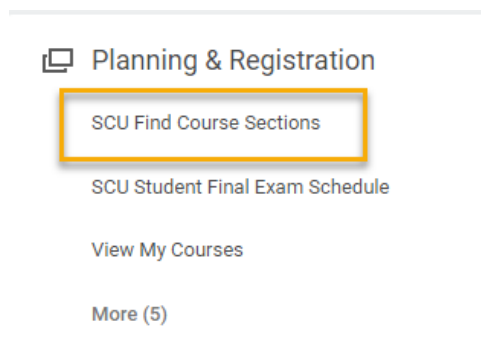 Planning & Registration
SCU Find Course Sections
SCU Student Final Exam Schedule
View My Courses
More (5)